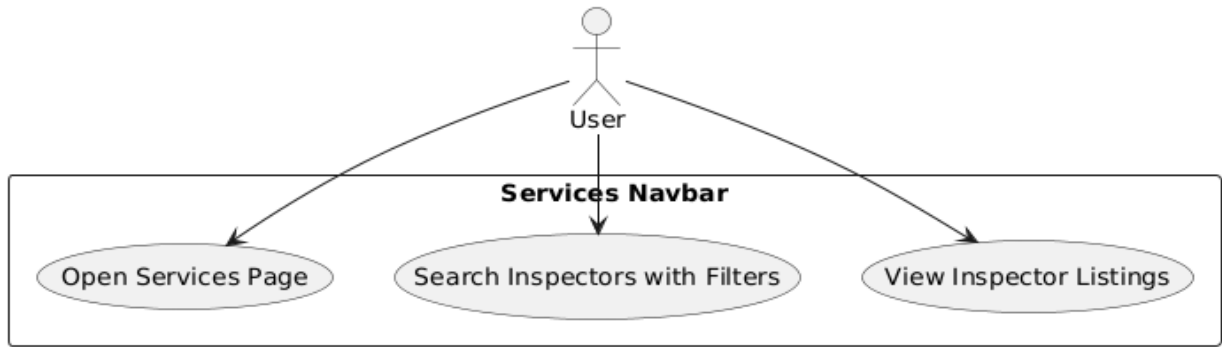 User
Services Navbar
Open Services Page
Search Inspectors with Filters
View Inspector Listings